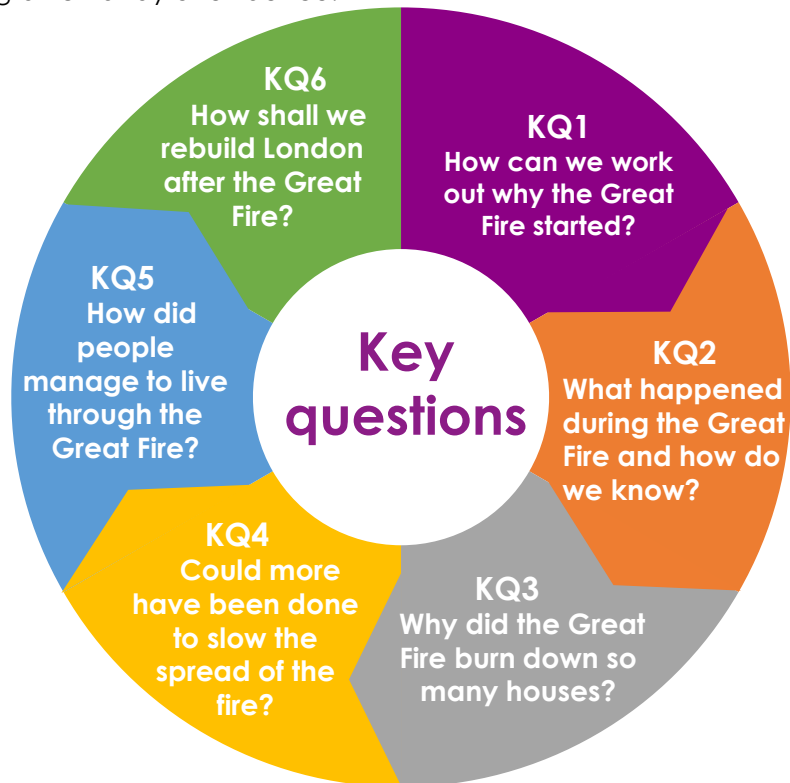 Key
questions
KQ1
How can we work
out why the Great
Fire started?
KQ2
What happened
during the Great
Fire and how do
we know?
KQ3
Why did the Great
Fire burn down so
many houses?
KQ4
Could more
have been done
to slow the
spread of the
fire?
KQ5
How did
people
manage to live
through the
Great Fire?
KQ6
How shall we
rebuild London
after the Great
Fire?